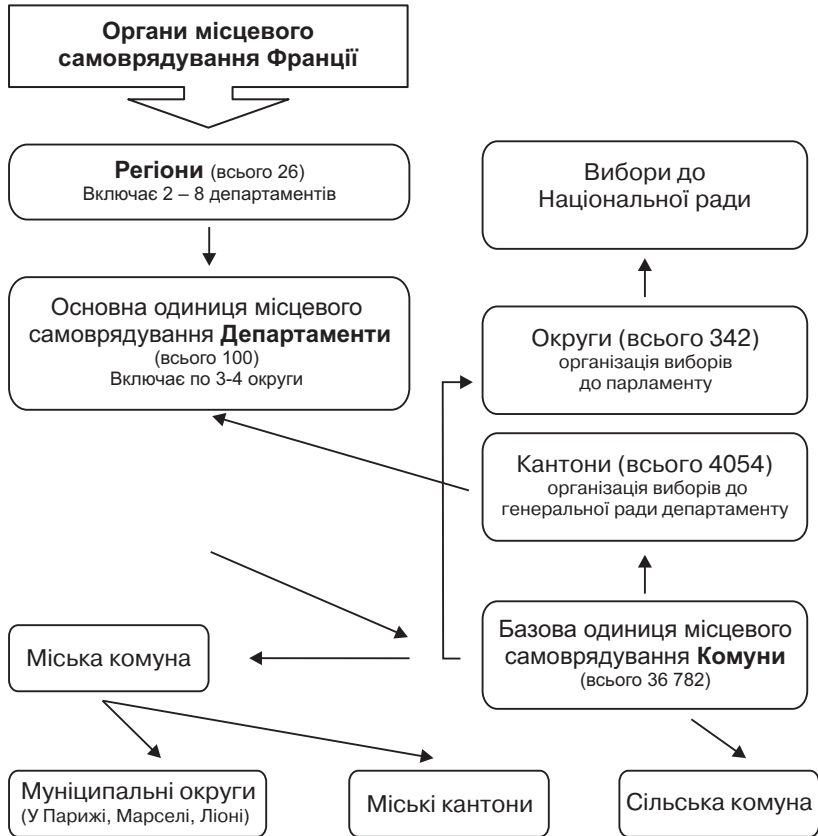 Органи місцевого
самоврядування Франції
Регіони (всього 26)
Включає 2 – 8 департаментів
Вибори до
Національної ради
Основна одиниця місцевого
самоврядування Департаменти
(всього 100)
Включає по 3-4 округи
Округи (всього 342)
організація виборів
до парламенту
Кантони (всього 4054)
організація виборів до
генеральної ради департаменту
Міська комуна
Базова одиниця місцевого
самоврядування Комуни
(всього 36 782)
Муніципальні округи
(У Парижі, Марселі, Ліоні)
Міські кантони
Сільська комуна